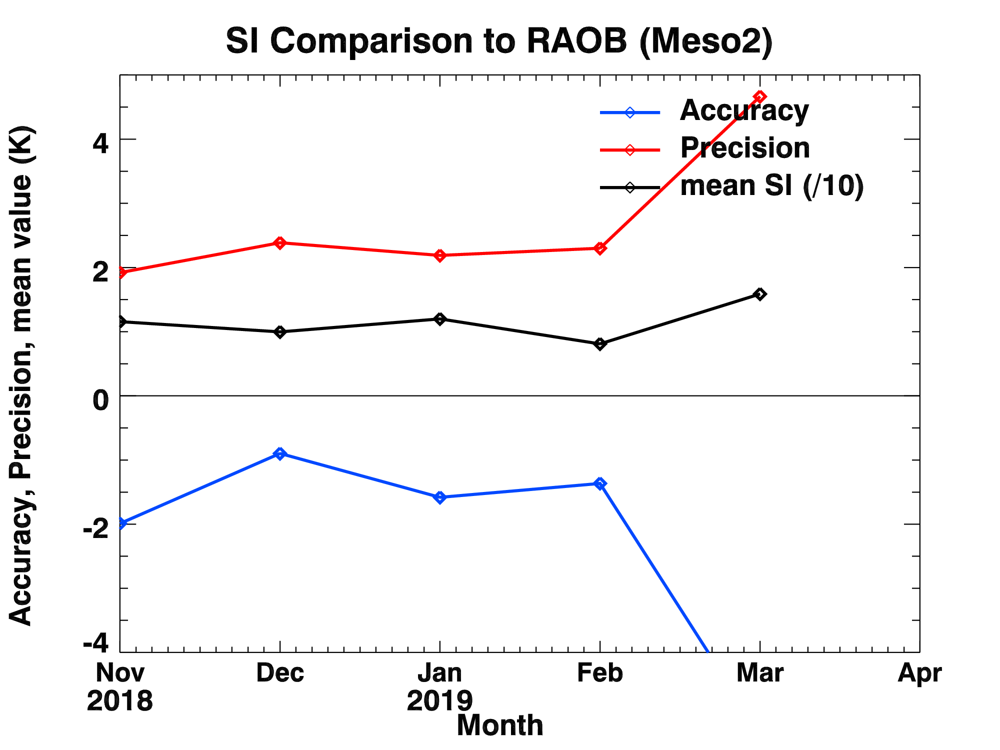 SI Comparison to RAOB (Meso2)
Accuracy, Precision, mean value (K)
4
2
0
-2
-4
Accuracy
Precision
mean SI (/10)
Nov Dec Jan Feb Mar Apr
2018 2019
Month